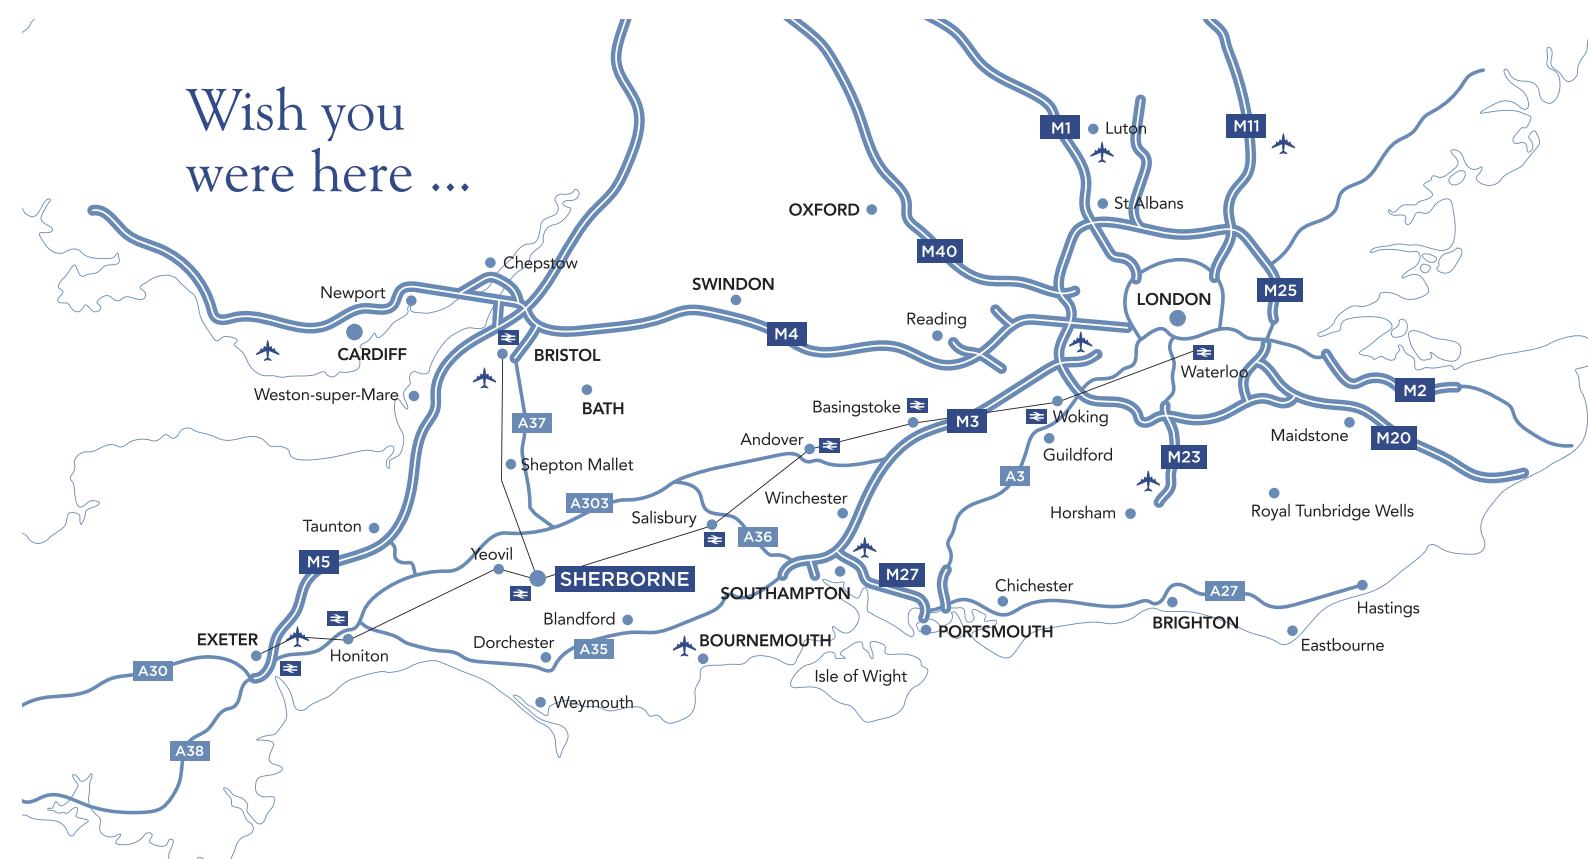 Wish you
were here ...
M1
Luton
M11
St Albans
OXFORD
M40
Chepstow
Newport
SWINDON
M25
LONDON
Reading
M4
CARDIFF
BRISTOL
Waterloo
Weston-super-Mare
BATH
M2
Basingstoke
M3
Woking
A37
Andover
Maidstone
M20
Guildford
M23
Shepton Mallet
A3
A303
Winchester
Horsham
Royal Tunbridge Wells
Salisbury
Taunton
A36
Yeovil
M5
SHERBORNE
M27
SOUTHAMPTON
Chichester
A27
Hastings
Blandford
BRIGHTON
EXETER
Dorchester
A35
BOURNEMOUTH
PORTSMOUTH
Eastbourne
Honiton
A30
Isle of Wight
Weymouth
A38